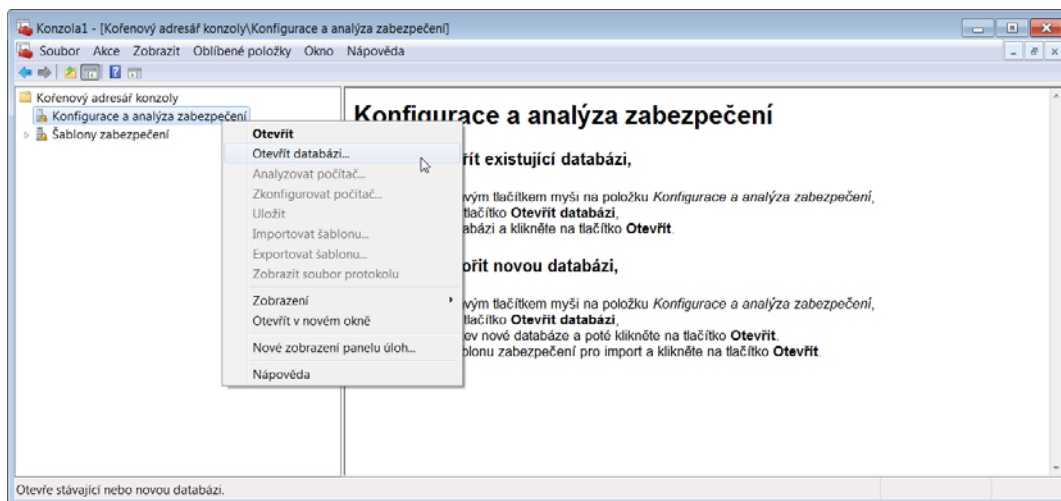 Konzola1 - [Kořenový adresář konzoly\Konfigurace a analýza zabezpečení]
Soubor Akce Zobrazit Oblíbené položky Okno Nápověda
Kořenový adresář konzoly
Konfigurace a analýza zabezpečení
Šablony zabezpečení
Otevřít
Otevřít databázi...
Analyzovat počítač...
Zkonfigurovat počítač...
Uložit
Importovat šablonu...
Exportovat šablonu...
Zobrazit soubor protokolu
Zobrazení
Otevřít v novém okně
Nové zobrazení panelu úloh...
Nápověda
Konfigurace a analýza zabezpečení
řít existující databázi,
vým tlačítkem myši na položku Konfigurace a analýza zabezpečení,
tlačítko Otevřít databázi,
abázi a klikněte na tlačítko Otevřít.
ořit novou databázi,
vým tlačítkem myši na položku Konfigurace a analýza zabezpečení,
tlačítko Otevřít databázi,
ev nové databáze a poté klikněte na tlačítko Otevřít.
blonu zabezpečení pro import a klikněte na tlačítko Otevřít.
Otevře stávající nebo novou databázi.